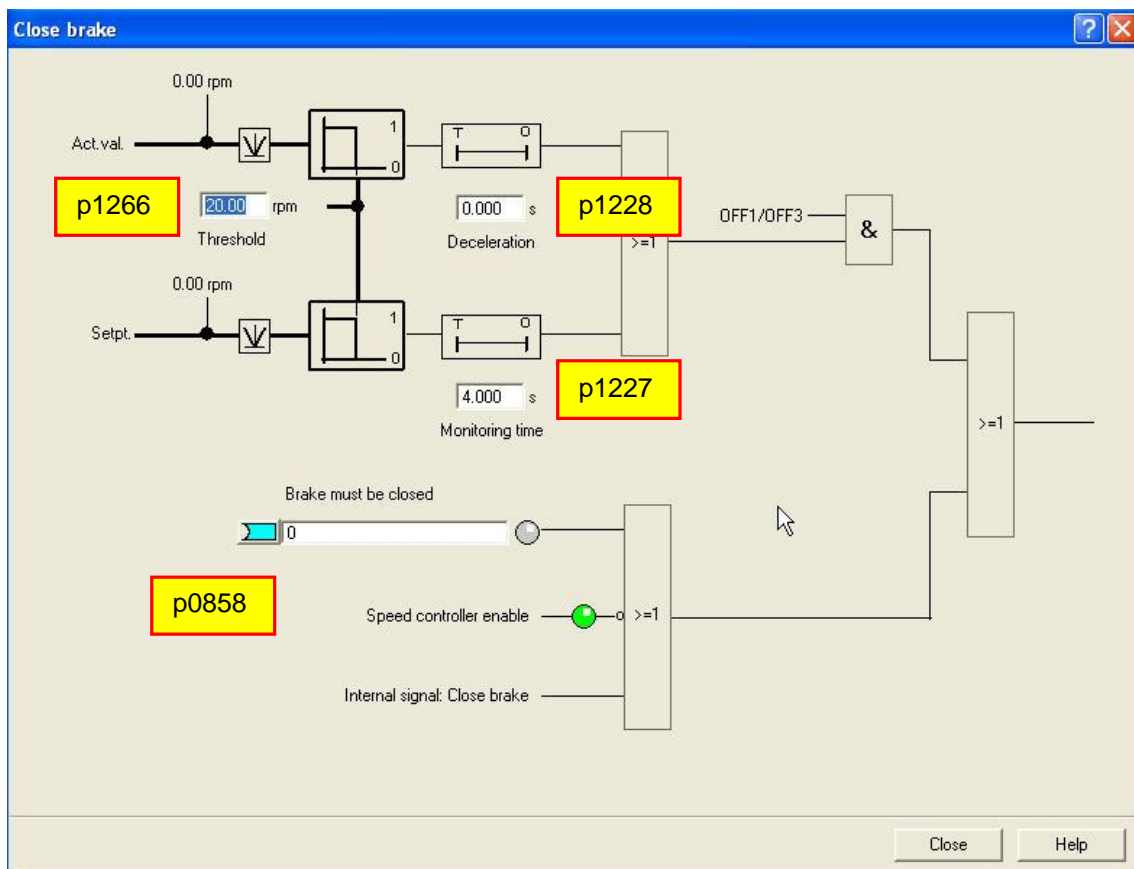 Close brake
?
0.00 rpm
Act.val.
1
0
T
O
p1266
20.00 rpm
Threshold
0.000 s
Deceleration
p1228
>=1
OFF1/OFF3
&
0.00 rpm
Setpt.
1
0
T
O
4.000 s
Monitoring time
p1227
>=1
Brake must be closed
0
p0858
Speed controller enable
o >=1
Internal signal: Close brake
Close
Help